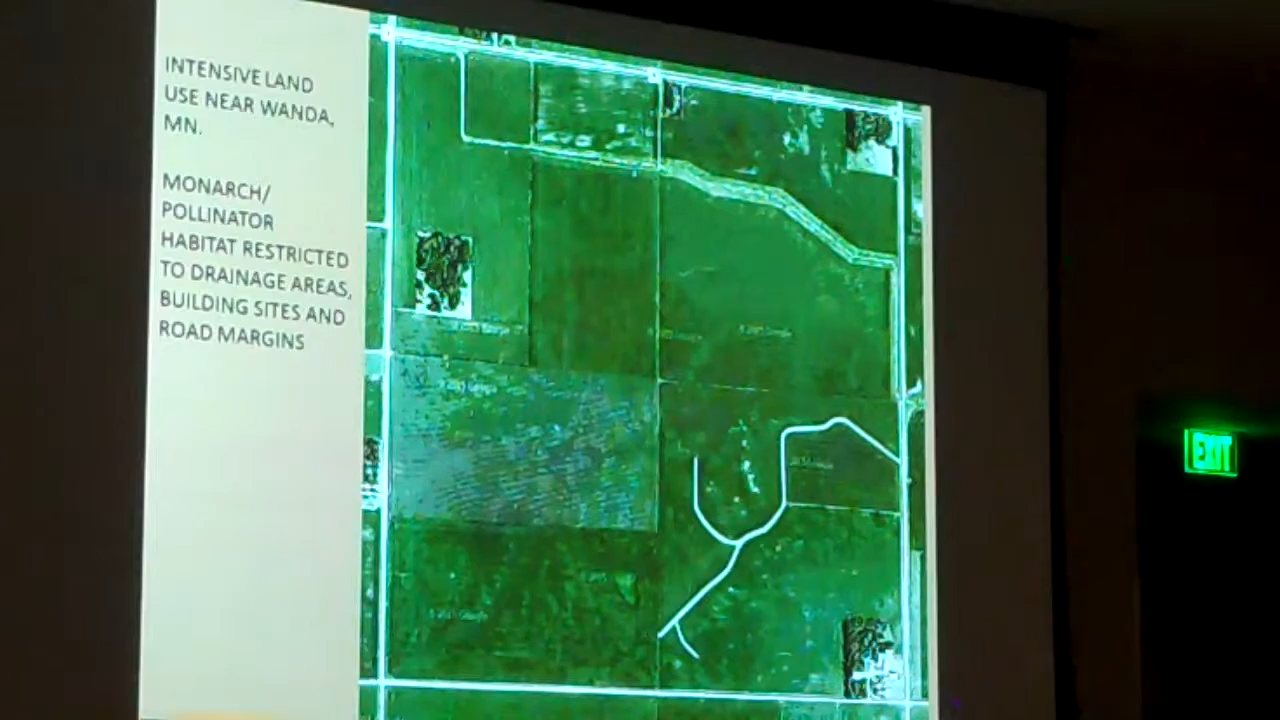 INTENSIVE LAND
USE NEAR WANDA,
MN.
MONARCH/
POLLINATOR
HABITAT RESTRICTED
TO DRAINAGE AREAS,
BUILDING SITES AND
ROAD MARGINS
EXIT